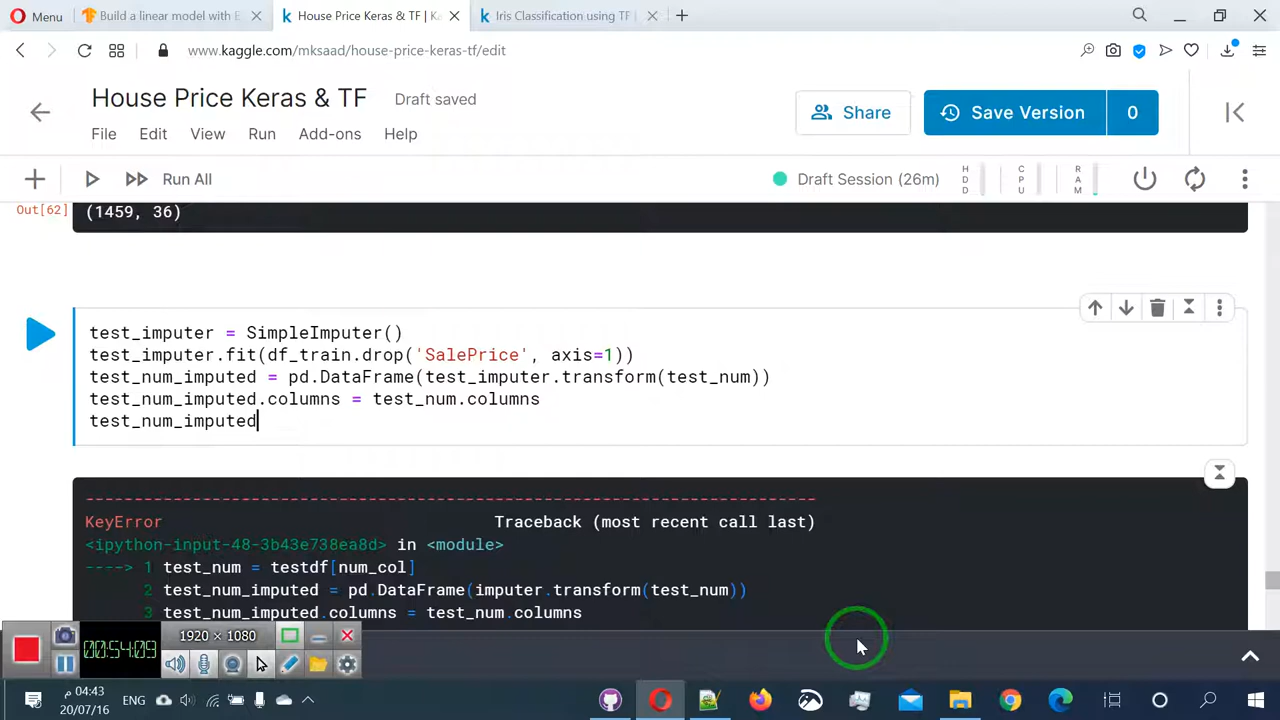 Menu
Build a linear model with E
House Price Keras & TF | Ka
Iris Classification using TF |
www.kaggle.com/mksaad/house-price-keras-tf/edit
House Price Keras & TF
Draft saved
Share
Save Version
0
File Edit View Run Add-ons Help
Run All
Draft Session (26m)
HDD
CPU
RAM
Out[62]
(1459, 36)
test_imputer = SimpleImputer()
test_imputer.fit(df_train.drop('SalePrice', axis=1))
test_num_imputed = pd.DataFrame(test_imputer.transform(test_num))
test_num_imputed.columns = test_num.columns
test_num_imputed
---------------------------------------------------------------------------
KeyError Traceback (most recent call last)
<ipython-input-48-3b43e738ea8d> in <module>
----> 1 test_num = testdf[num_col]
2 test_num_imputed = pd.DataFrame(imputer.transform(test_num))
3 test_num_imputed.columns = test_num.columns
00:54:09
1920 × 1080
04:43 م
ENG
20/07/16